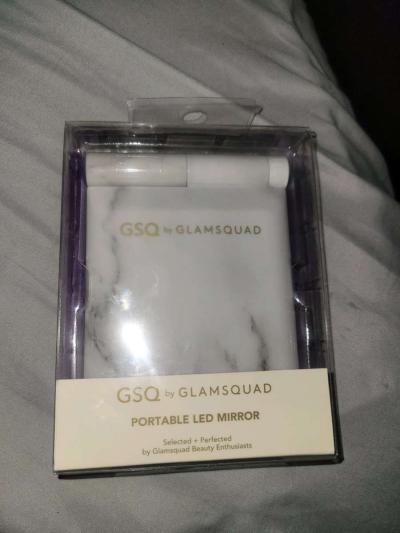 GSQ by GLAMSQUAD
GSQ by GLAMSQUAD
PORTABLE LED MIRROR
Selected + Perfected
by Glamsquad Beauty Enthusiasts